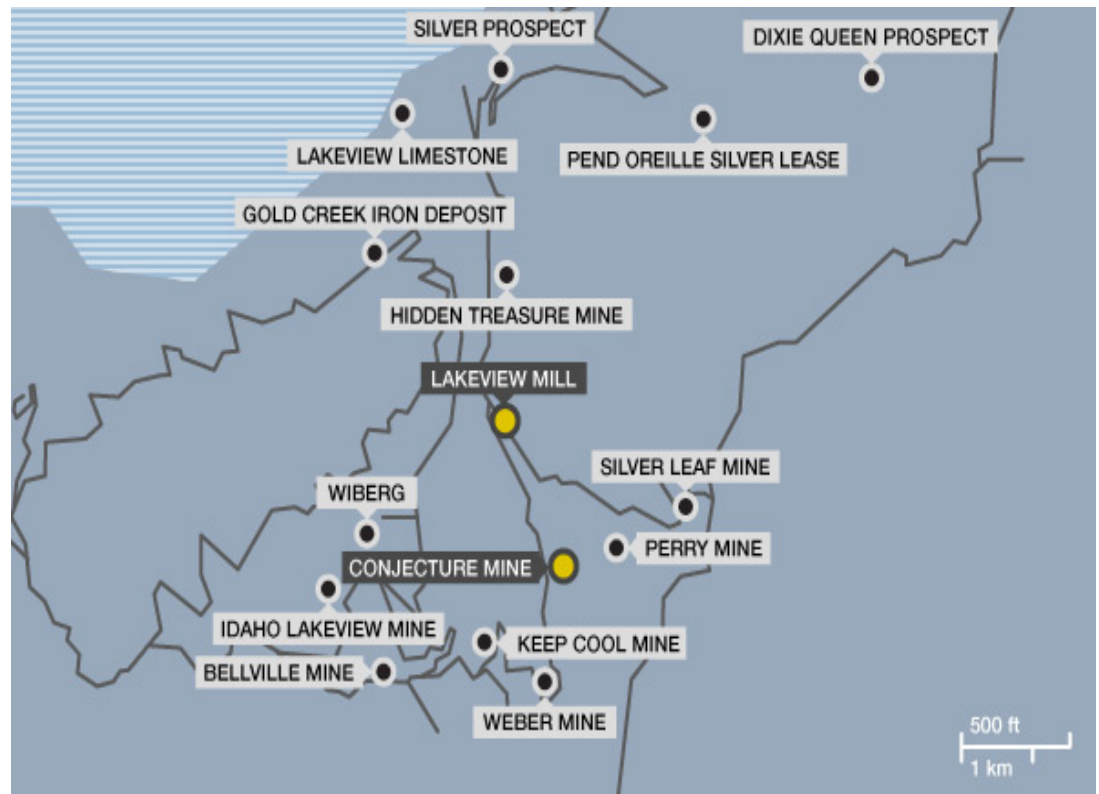 SILVER PROSPECT
DIXIE QUEEN PROSPECT
LAKEVIEW LIMESTONE
PEND OREILLE SILVER LEASE
GOLD CREEK IRON DEPOSIT
HIDDEN TREASURE MINE
LAKEVIEW MILL
SILVER LEAF MINE
WIBERG
PERRY MINE
CONJECTURE MINE
IDAHO LAKEVIEW MINE
KEEP COOL MINE
BELLVILLE MINE
WEBER MINE
500 ft
1 km